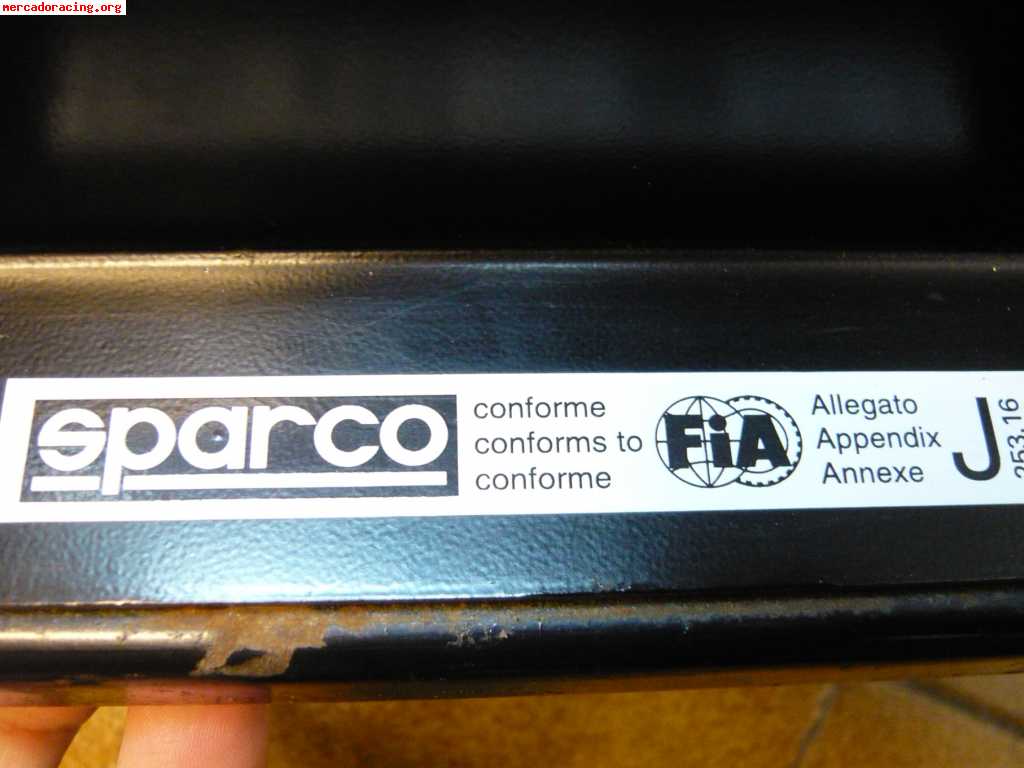 mercadoracing.org
sparco
conforme
conforms to
conforme
FiA
Allegato
Appendix
Annexe
J
253.16